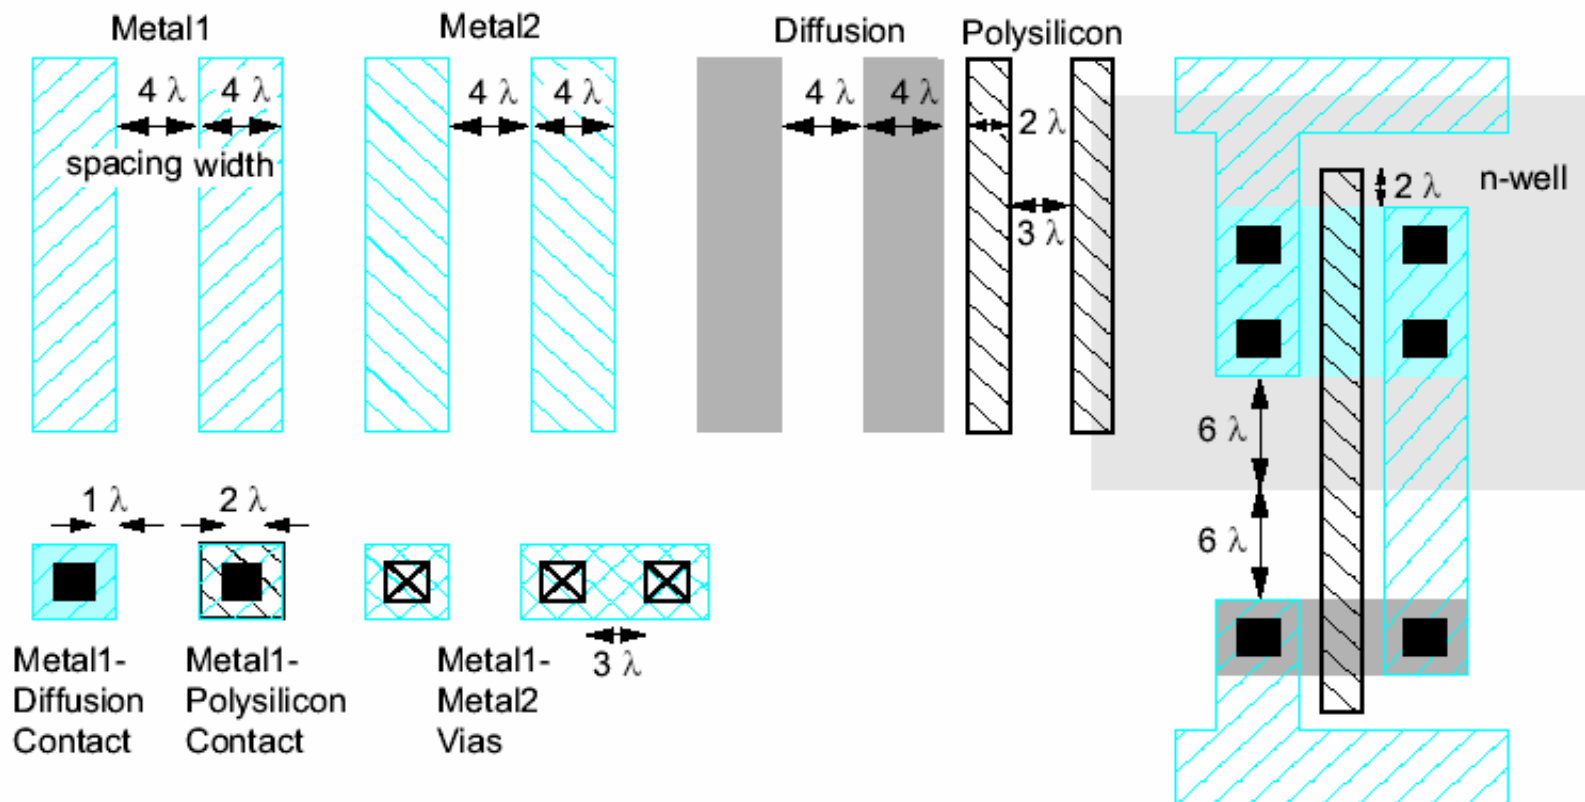 Metal1
Metal2
Diffusion
Polysilicon
4 λ
4 λ
4 λ
4 λ
4 λ
4 λ
2 λ
spacing width
3 λ
2 λ
n-well
6 λ
6 λ
1 λ
2 λ
3 λ
Metal1-
Diffusion
Contact
Metal1-
Polysilicon
Contact
Metal1-
Metal2
Vias